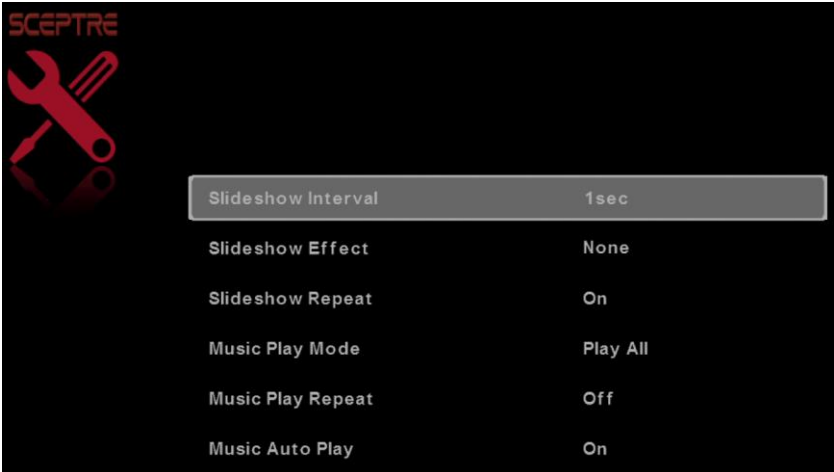 SCEPTRE
Slideshow Interval 1sec
Slideshow Effect None
Slideshow Repeat On
Music Play Mode Play All
Music Play Repeat Off
Music Auto Play On